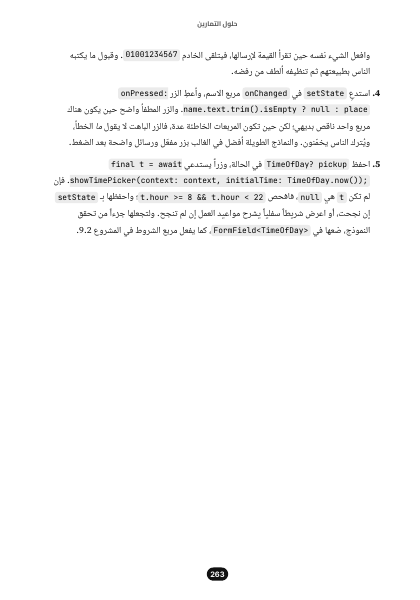 حلول التمارين
وافعل الشيء نفسه حين تقرأ القيمة لإرسالها، فيتلقى الخادم 01001234567. وقبول ما يكتبه
الناس بطبيعتهم ثم تنظيفه ألطف من رفضه.
4. استدعِ setState في onChanged مربع الاسم، وأعطِ الزر onPressed:
name.text.trim().isEmpty ? null : place. والزر المطفأ واضح حين يكون هناك
مربع واحد ناقص بديهي؛ لكن حين تكون المربعات الخاطئة عدة، فالزر الباهت لا يقول ما الخطأ،
ويُترك الناس يخمّنون. والنماذج الطويلة أفضل في الغالب بزر مفعّل ورسائل واضحة بعد الضغط.
5. احفظ TimeOfDay? pickup في الحالة، وزراً يستدعي final t = await
showTimePicker(context: context, initialTime: TimeOfDay.now());. فإن
لم تكن t هي null، فافحص t.hour >= 8 && t.hour < 22؛ واحفظها بـ setState
إن نجحت، أو اعرض شريطاً سفلياً يشرح مواعيد العمل إن لم تنجح. ولتجعلها جزءاً من تحقق
النموذج، ضعها في FormField<TimeOfDay>، كما يفعل مربع الشروط في المشروع 9.2.
263